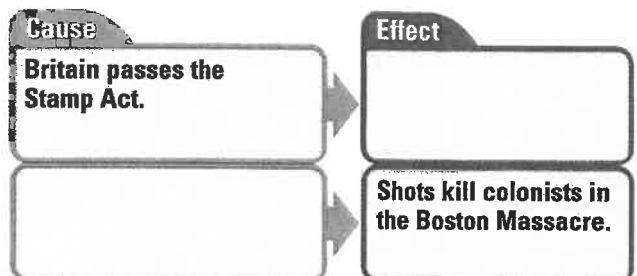 Cause
Effect
Britain passes the
Stamp Act.
Shots kill colonists in
the Boston Massacre.